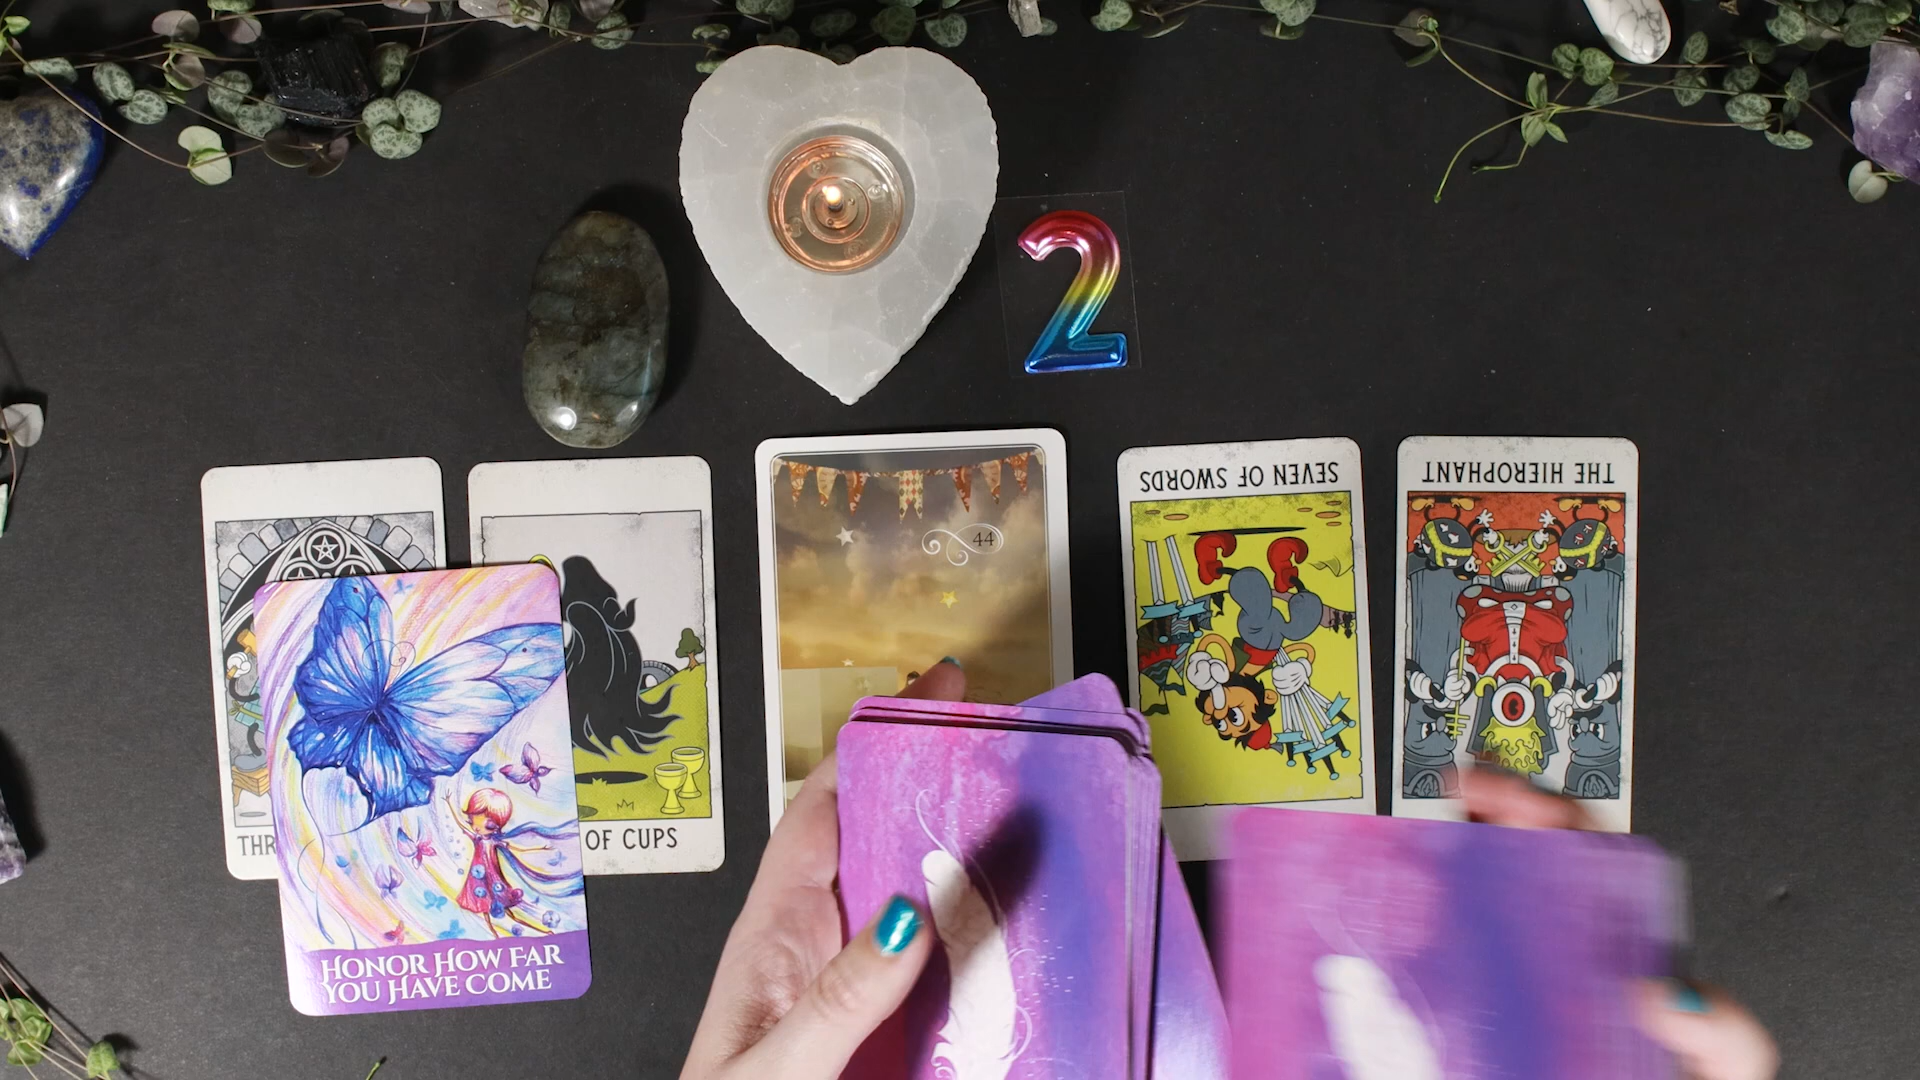 2
44
SEVEN OF SWORDS
THE HIEROPHANT
THR
OF CUPS
HONOR HOW FAR
YOU HAVE COME